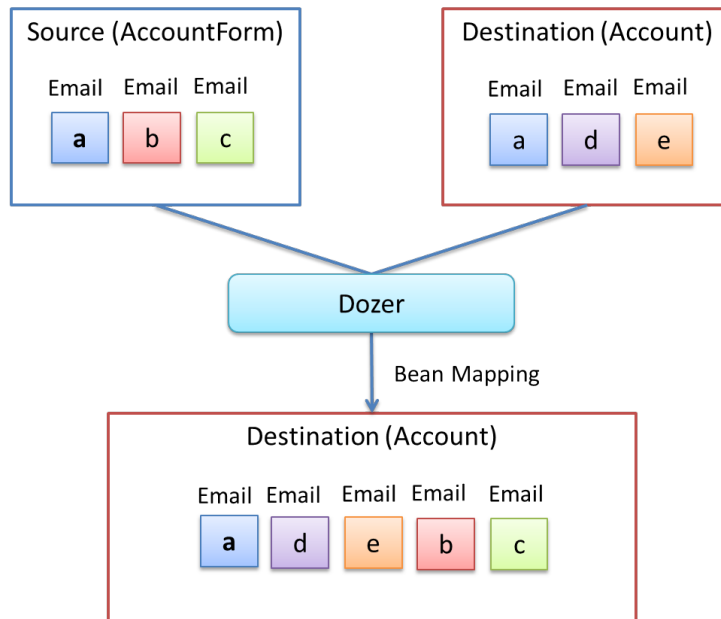 Source (AccountForm)
Email Email Email
a b c
Destination (Account)
Email Email Email
a d e
Dozer
Bean Mapping
Destination (Account)
Email Email Email Email Email
a d e b c